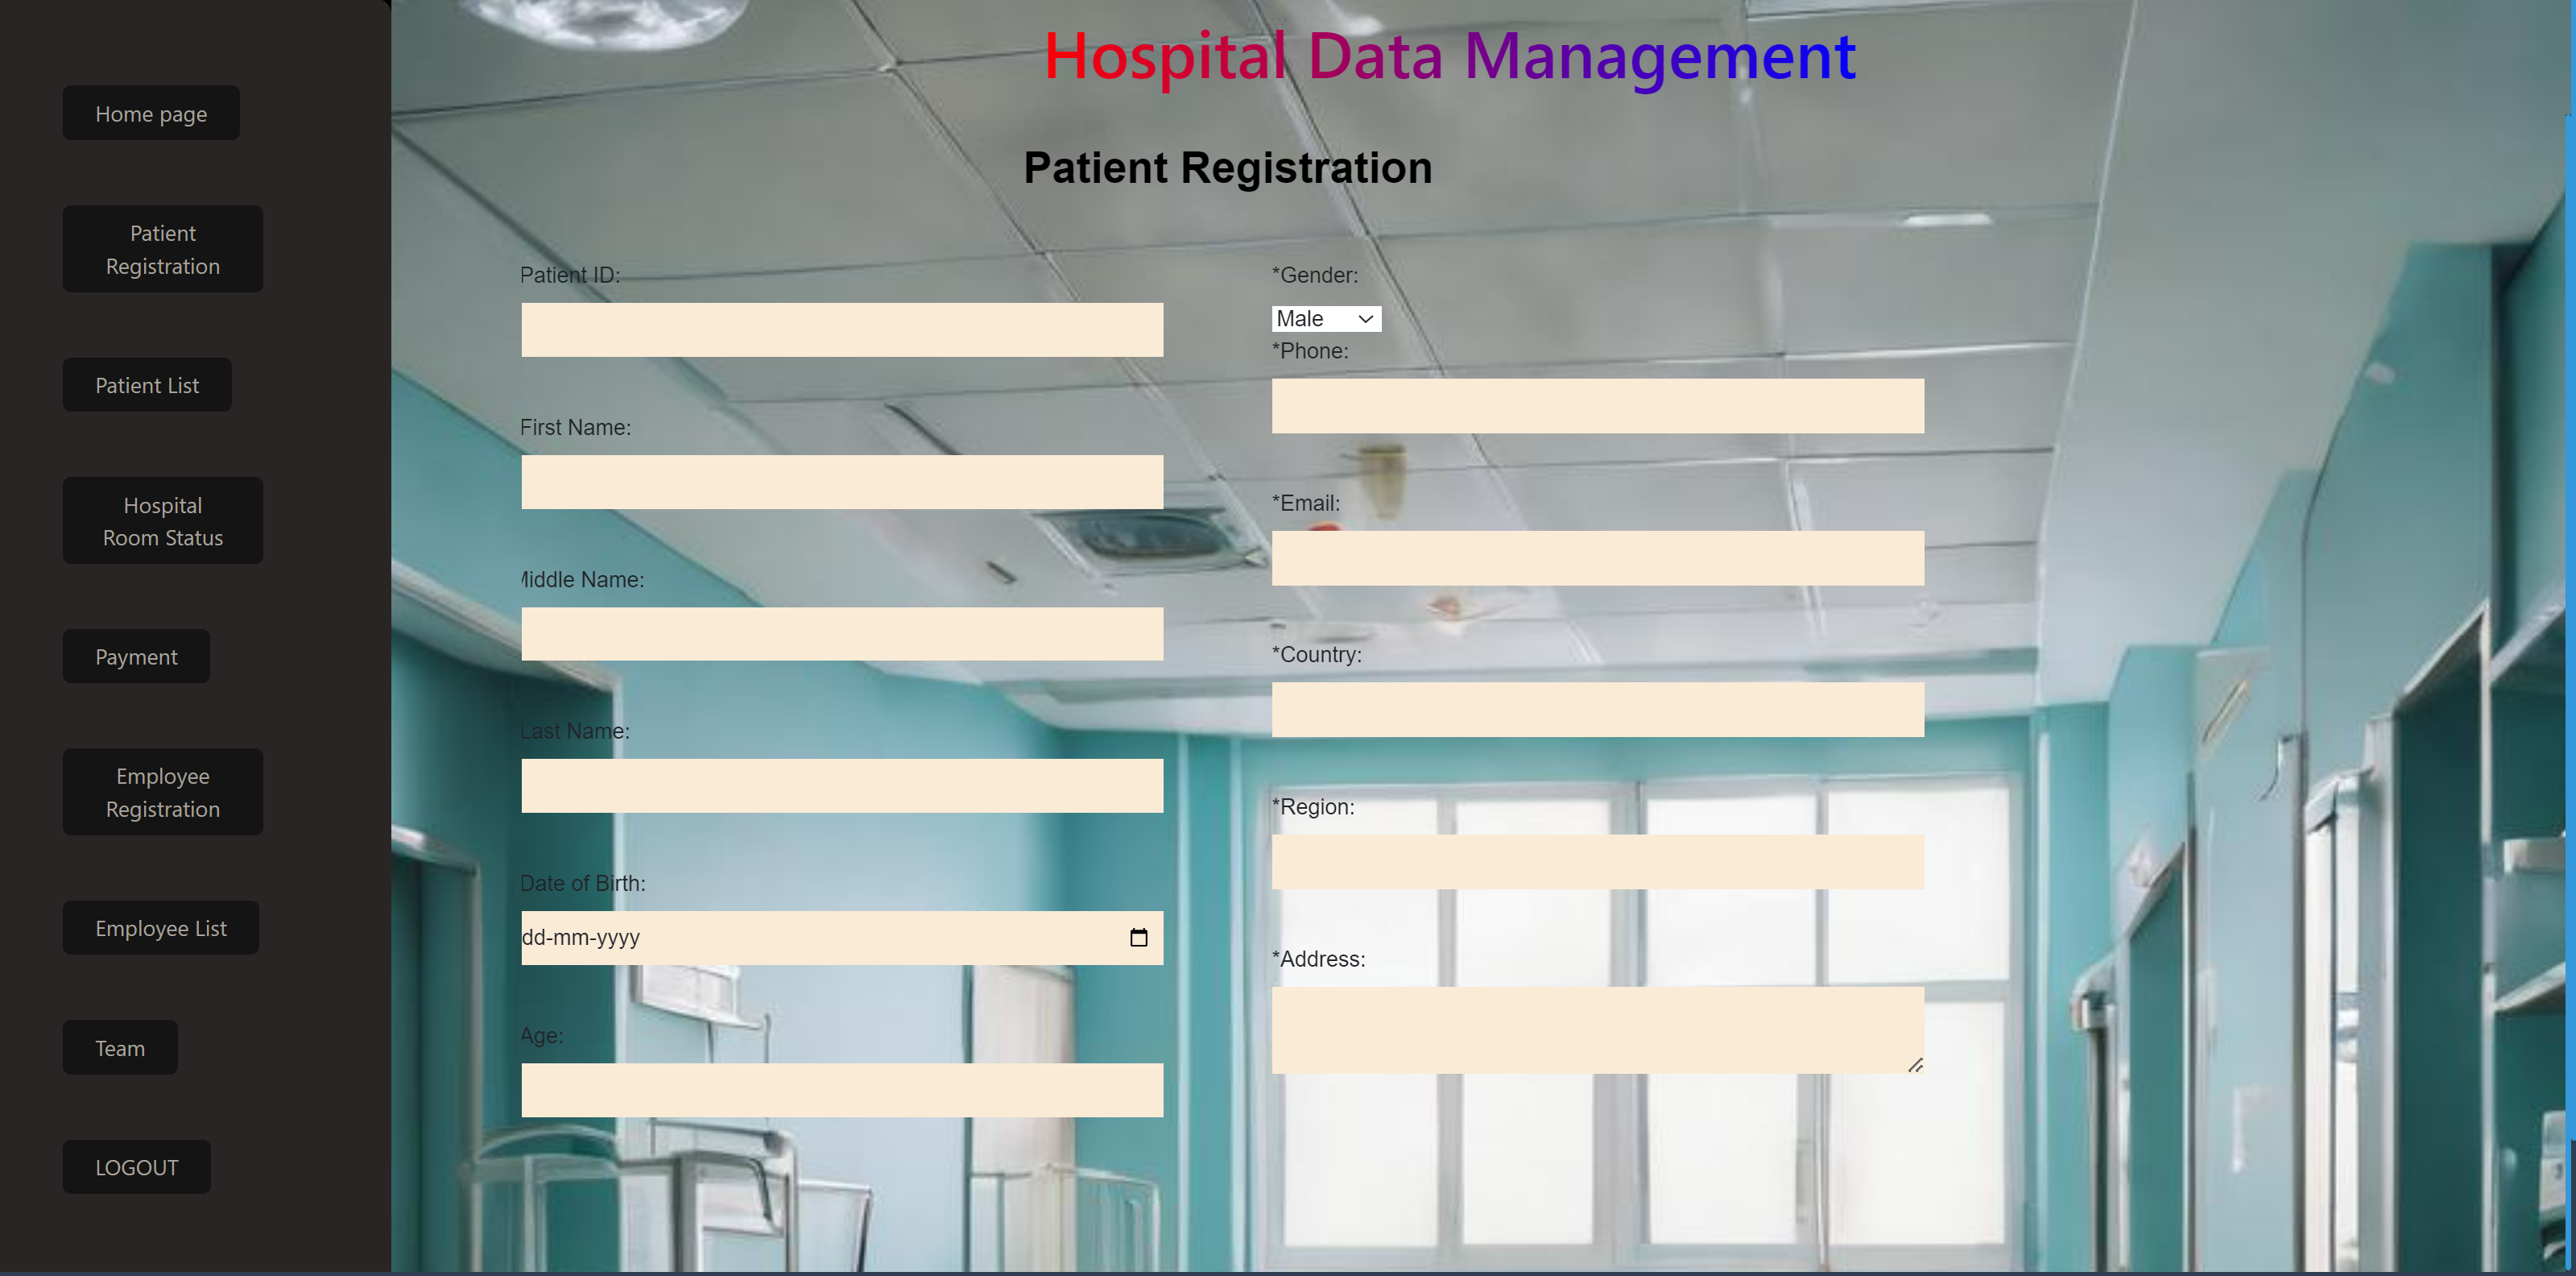 Hospital Data Management
Home page
Patient
Registration
Patient List
Hospital
Room Status
Payment
Employee
Registration
Employee List
Team
LOGOUT
Patient Registration
Patient ID:
First Name:
Middle Name:
Last Name:
Date of Birth:
dd-mm-yyyy
Age:
*Gender:
Male
*Phone:
*Email:
*Country:
*Region:
*Address: